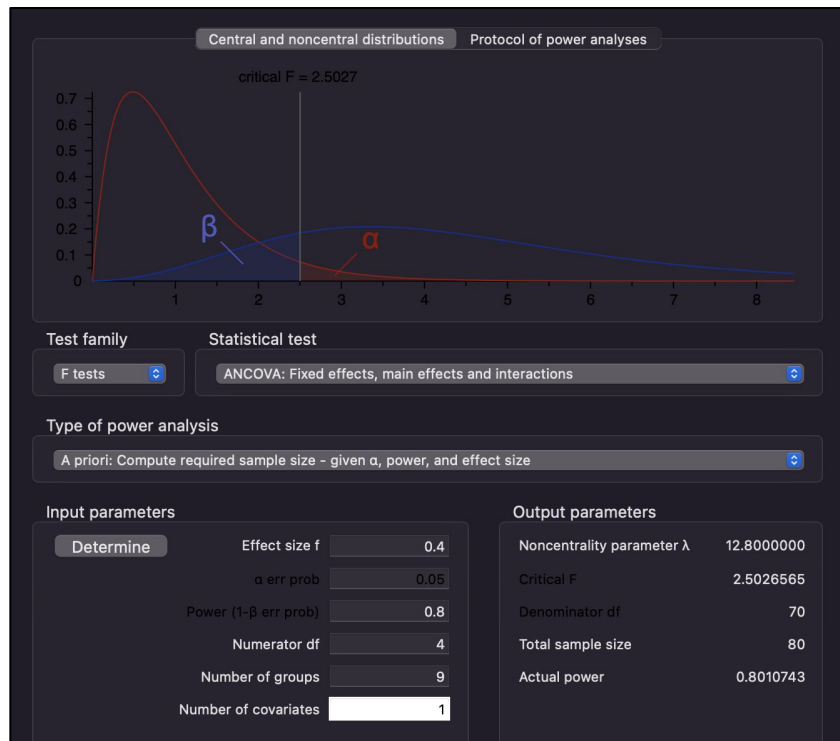 Central and noncentral distributions Protocol of power analyses
critical F = 2.5027
0.7
0.6
0.5
0.4
0.3
0.2
0.1
0
β
α
1 2 3 4 5 6 7 8
Test family Statistical test
F tests ANCOVA: Fixed effects, main effects and interactions
Type of power analysis
A priori: Compute required sample size – given α, power, and effect size
Input parameters Output parameters
Determine Effect size f 0.4 Noncentrality parameter λ 12.8000000
α err prob 0.05 Critical F 2.5026565
Power (1-β err prob) 0.8 Denominator df 70
Numerator df 4 Total sample size 80
Number of groups 9 Actual power 0.8010743
Number of covariates 1